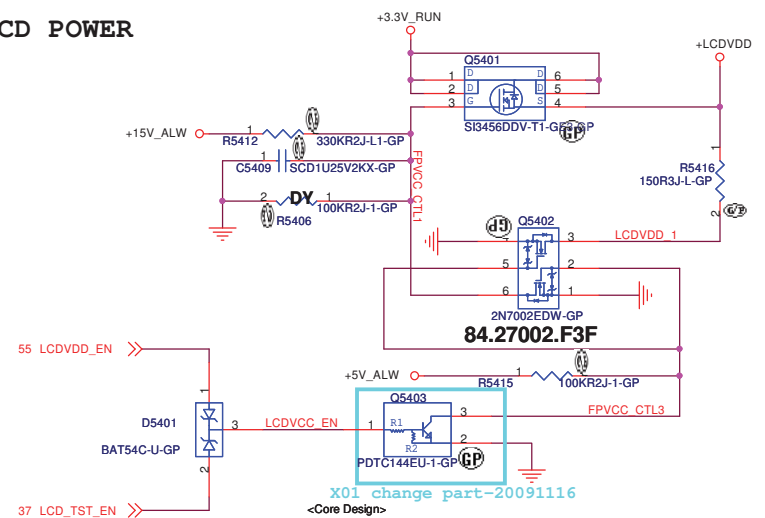 CD POWER
+3.3V_RUN
+LCDVDD
Q5401
1 D D 6
2 D D 5
3 G S 4
SI3456DDV-T1-GE3-GP
GP
+15V_ALW
1
R5412
330KR2J-L1-GP
1
C5409
SCD1U25V2KX-GP
2
DY
R5406
100KR2J-1-GP
FPVCC_CTL1
1
R5416
150R3J-L-GP
2
G/P
GP
Q5402
3
LCDVDD_1
5
2
6
1
2N7002EDW-GP
84.27002.F3F
55 LCDVDD_EN
+5V_ALW
1
R5415
100KR2J-1-GP
1
D5401
BAT54C-U-GP
3
LCDVCC_EN
2
Q5403
1
R1
R2
3
FPVCC_CTL3
2
PDTC144EU-1-GP
GP
X01 change part-20091116
37 LCD_TST_EN
<Core Design>